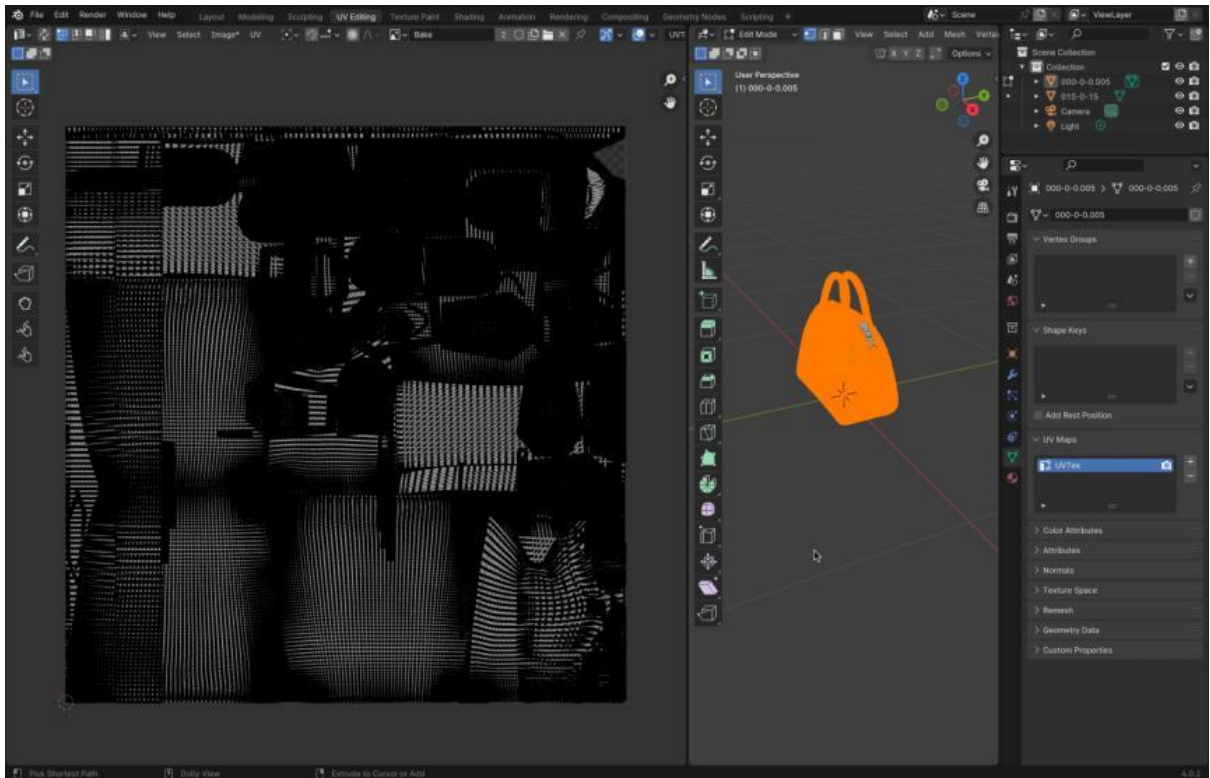 File Edit Render Window Help Layout Modeling Sculpting UV Editing Texture Paint Shading Animation Rendering Compositing Geometry Nodes Scripting + Scene ViewLayer
View Select Image* UV Bake 2 UVT Edit Mode View Select Add Mesh Vertex
X Y Z Options
User Perspective
(1) 000-0-0.005
Scene Collection
Collection
000-0-0.005
015-0-15
Camera
Light
000-0-0.005 > 000-0-0.005
000-0-0.005
Vertex Groups
Shape Keys
Add Rest Position
UV Maps
UVTex
Color Attributes
Attributes
Normals
Texture Space
Remesh
Geometry Data
Custom Properties
Pick Shortest Path Dolly View Extrude to Cursor or Add 4.0.2